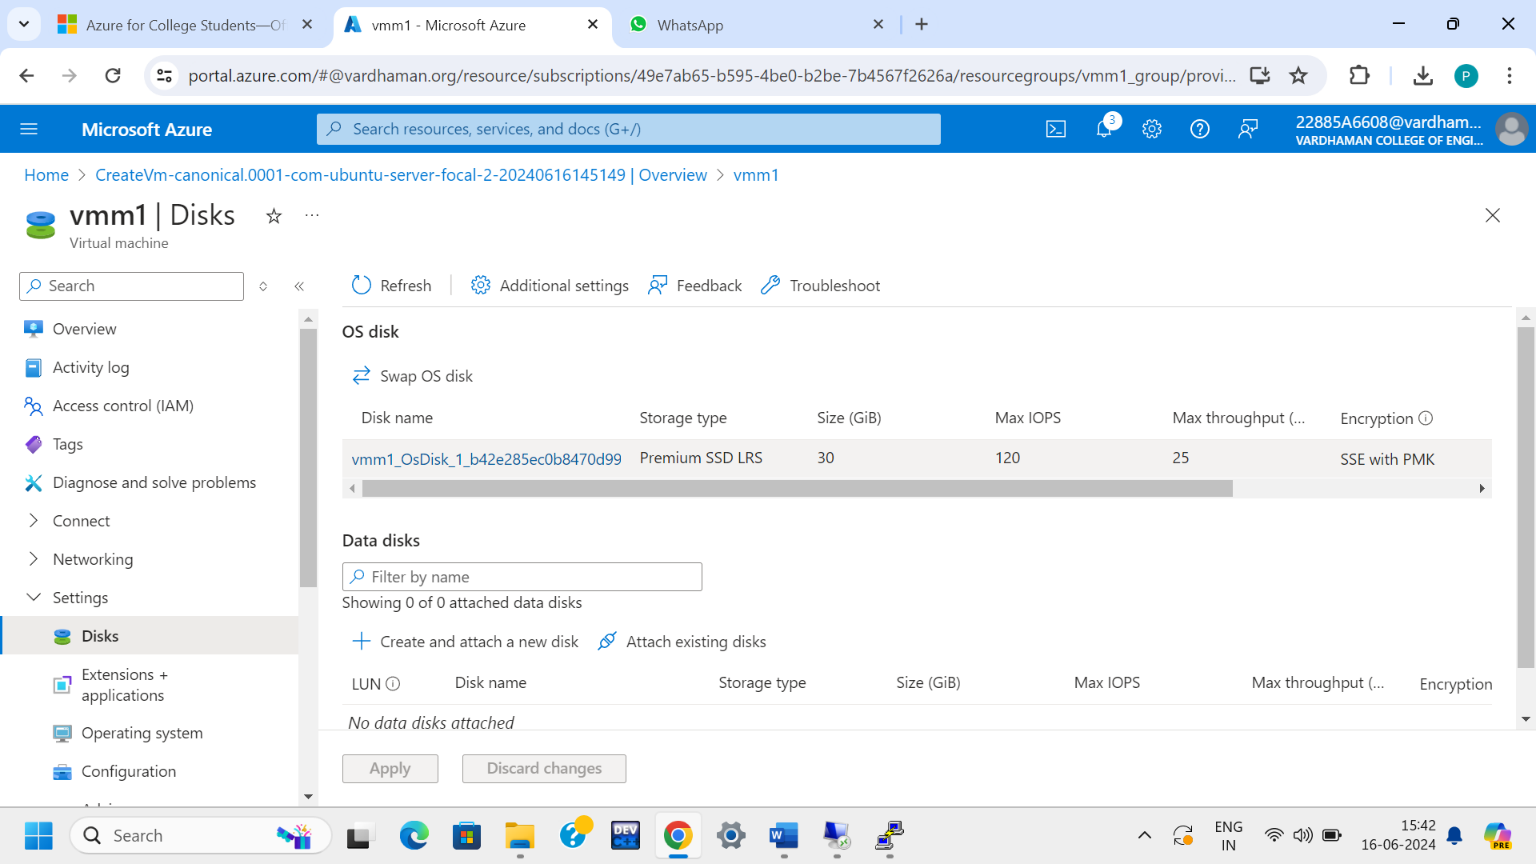 Azure for College Students—Of
vmm1 - Microsoft Azure
WhatsApp
portal.azure.com/#@vardhaman.org/resource/subscriptions/49e7ab65-b595-4be0-b2be-7b4567f2626a/resourcegroups/vmm1_group/provi...
P
Microsoft Azure
Search resources, services, and docs (G+/)
3
22885A6608@vardham...
VARDHAMAN COLLEGE OF ENGI...
Home > CreateVm-canonical.0001-com-ubuntu-server-focal-2-20240616145149 | Overview > vmm1
vmm1 | Disks
Virtual machine
Search
Refresh
Additional settings
Feedback
Troubleshoot
Overview
Activity log
Access control (IAM)
Tags
Diagnose and solve problems
Connect
Networking
Settings
Disks
Extensions +
applications
Operating system
Configuration
OS disk
Swap OS disk
Disk name Storage type Size (GiB) Max IOPS Max throughput (... Encryption
vmm1_OsDisk_1_b42e285ec0b8470d99 Premium SSD LRS 30 120 25 SSE with PMK
Data disks
Filter by name
Showing 0 of 0 attached data disks
Create and attach a new disk Attach existing disks
LUN Disk name Storage type Size (GiB) Max IOPS Max throughput (... Encryption
No data disks attached
Apply Discard changes
Search
DEV
C++
ENG
IN
15:42
16-06-2024
PRE